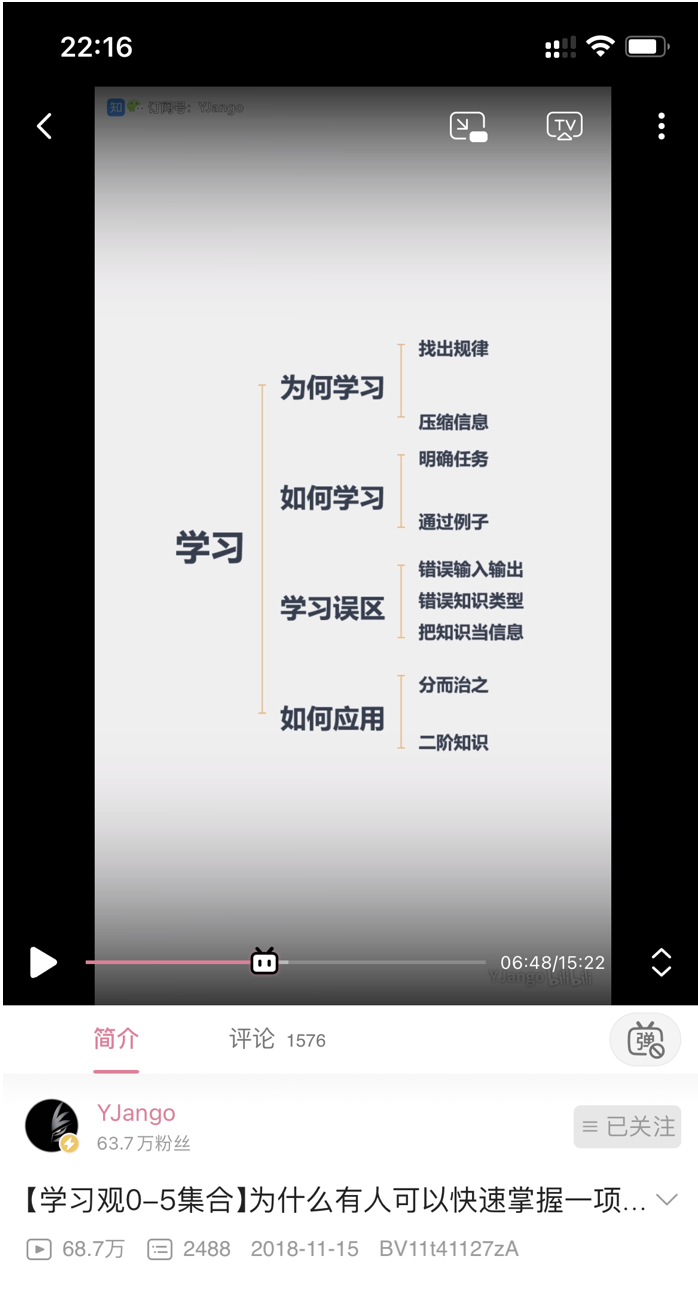 22:16
知 订阅号: YJango
TV
找出规律
为何学习
压缩信息
明确任务
如何学习
通过例子
学习
错误输入输出
学习误区
错误知识类型
把知识当信息
分而治之
如何应用
二阶知识
06:48/15:22
YJango bilibili
简介
评论 1576
弹
YJango
63.7万粉丝
已关注
【学习观0–5集合】为什么有人可以快速掌握一项...
68.7万 2488 2018-11-15 BV11t41127zA